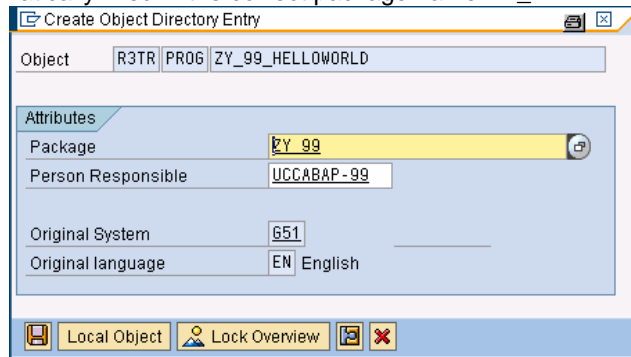 Create Object Directory Entry
Object R3TR PROG ZY_99_HELLOWORLD
Attributes
Package ZY_99
Person Responsible UCCABAP-99
Original System G51
Original language EN English
Local Object Lock Overview